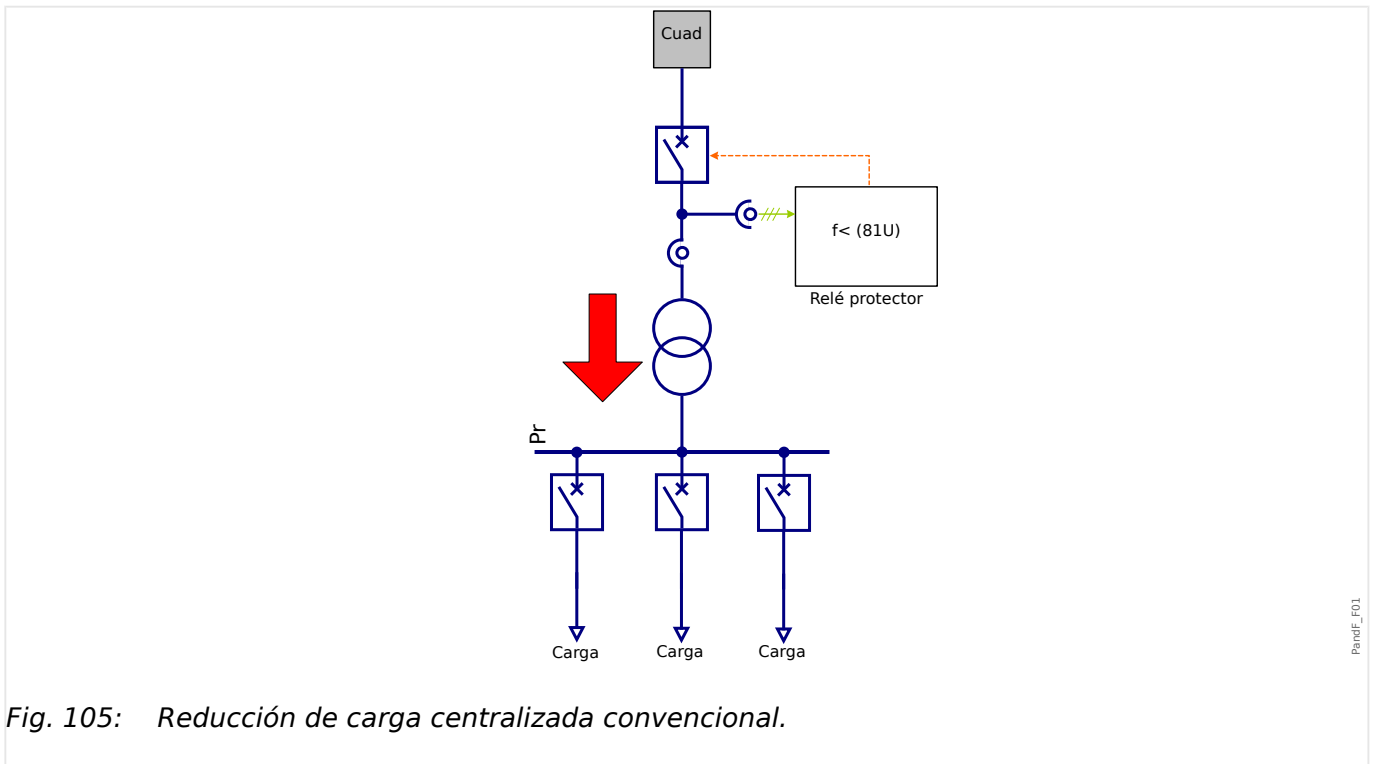 Cuad
f< (81U)
Relé protector
Pr
Carga
Carga
Carga
PandF_F01
Fig. 105: Reducción de carga centralizada convencional.